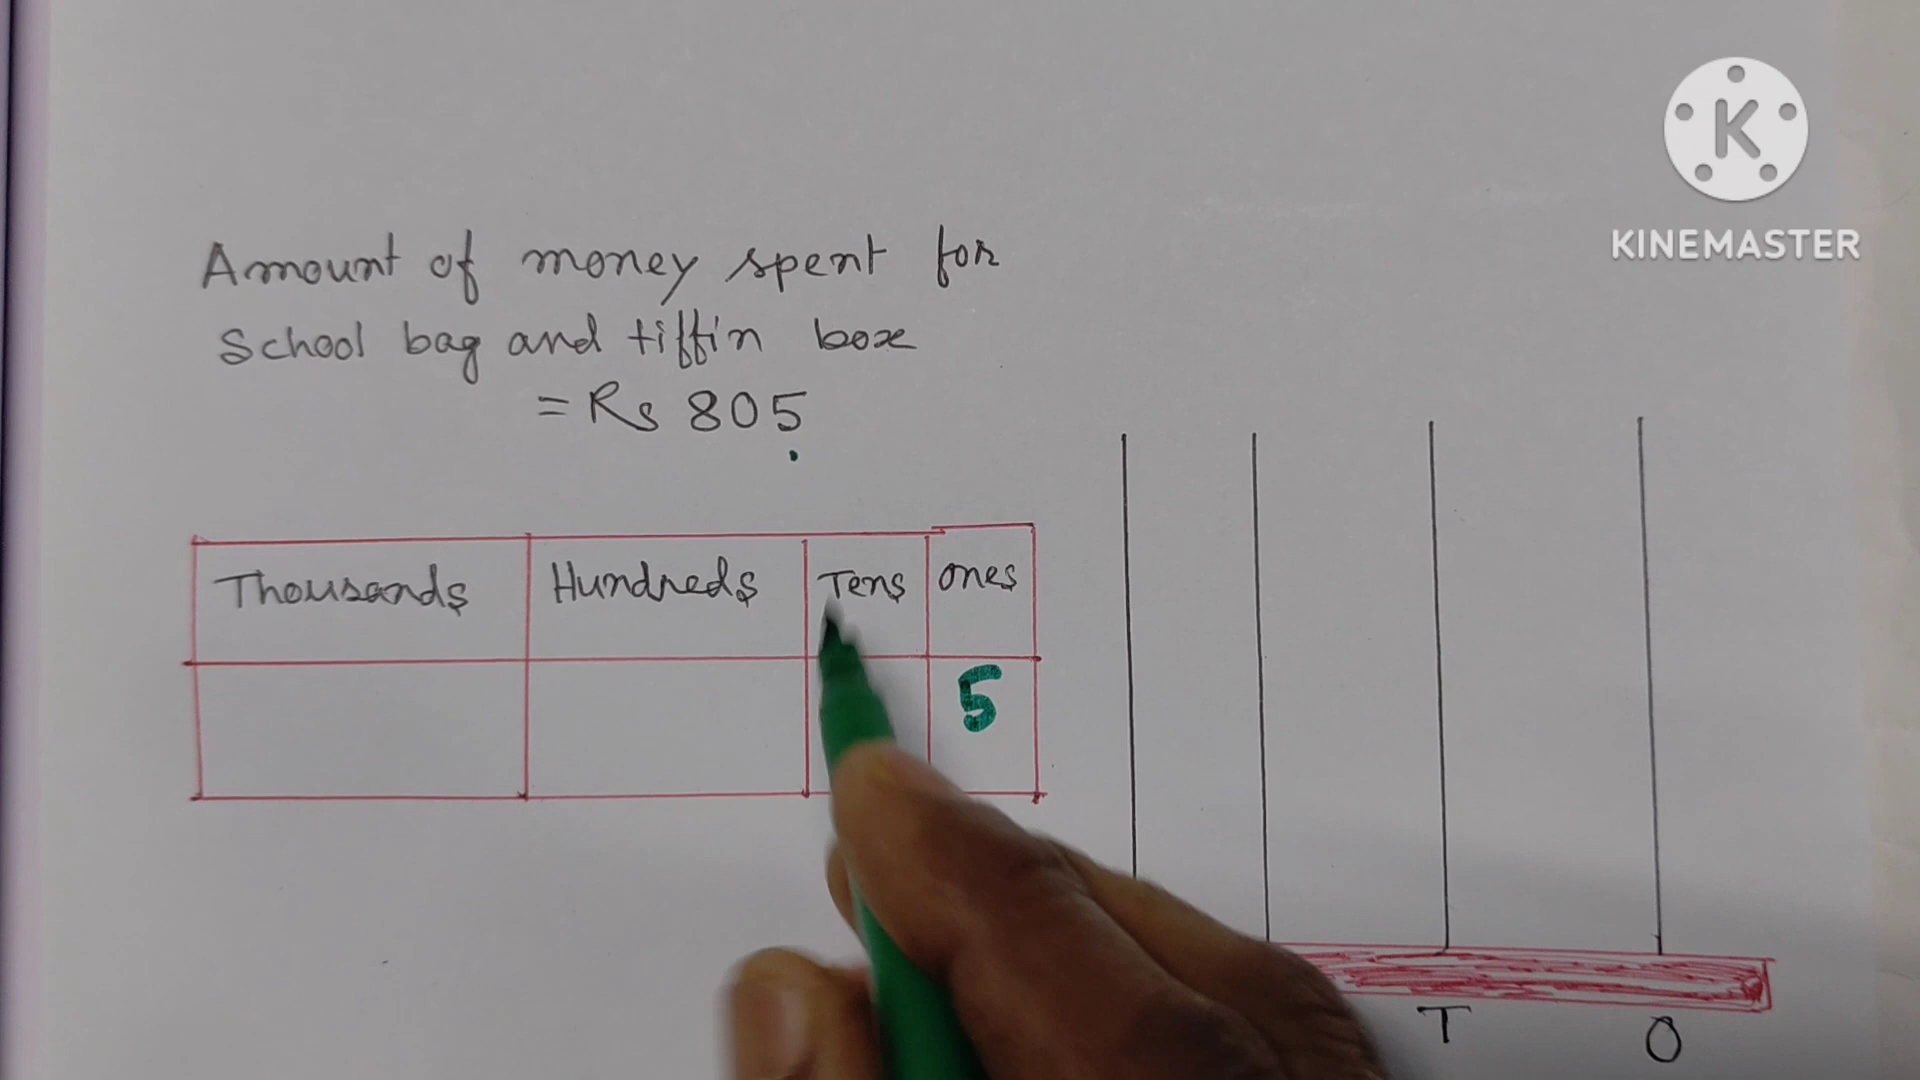 K
KINEMASTER
Amount of money spent for
School bag and tiffin box
= Rs 805
Thousands Hundreds Tens ones
5
T O